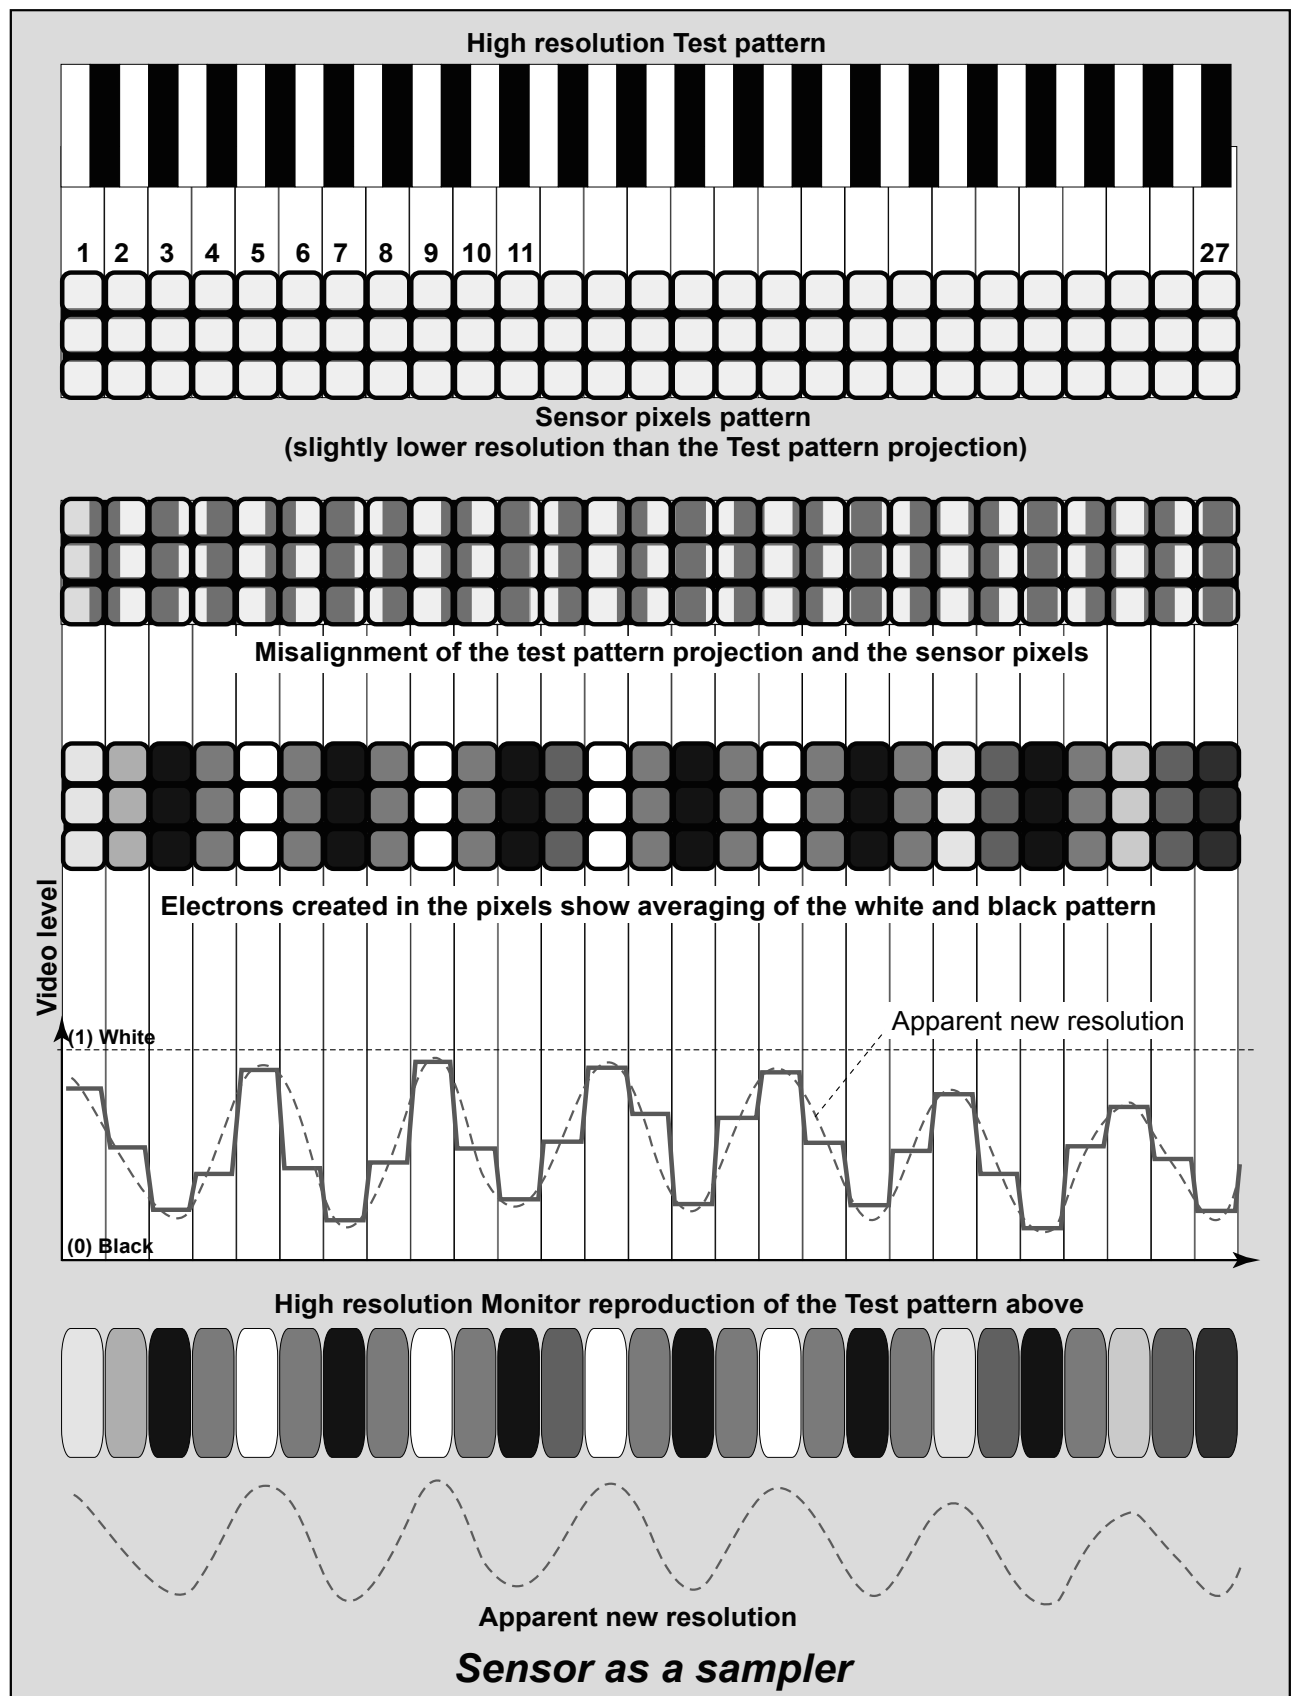 High resolution Test pattern
1 2 3 4 5 6 7 8 9 10 11 27
Sensor pixels pattern
(slightly lower resolution than the Test pattern projection)
Misalignment of the test pattern projection and the sensor pixels
Electrons created in the pixels show averaging of the white and black pattern
Video level
Apparent new resolution
(1) White
(0) Black
High resolution Monitor reproduction of the Test pattern above
Apparent new resolution
Sensor as a sampler